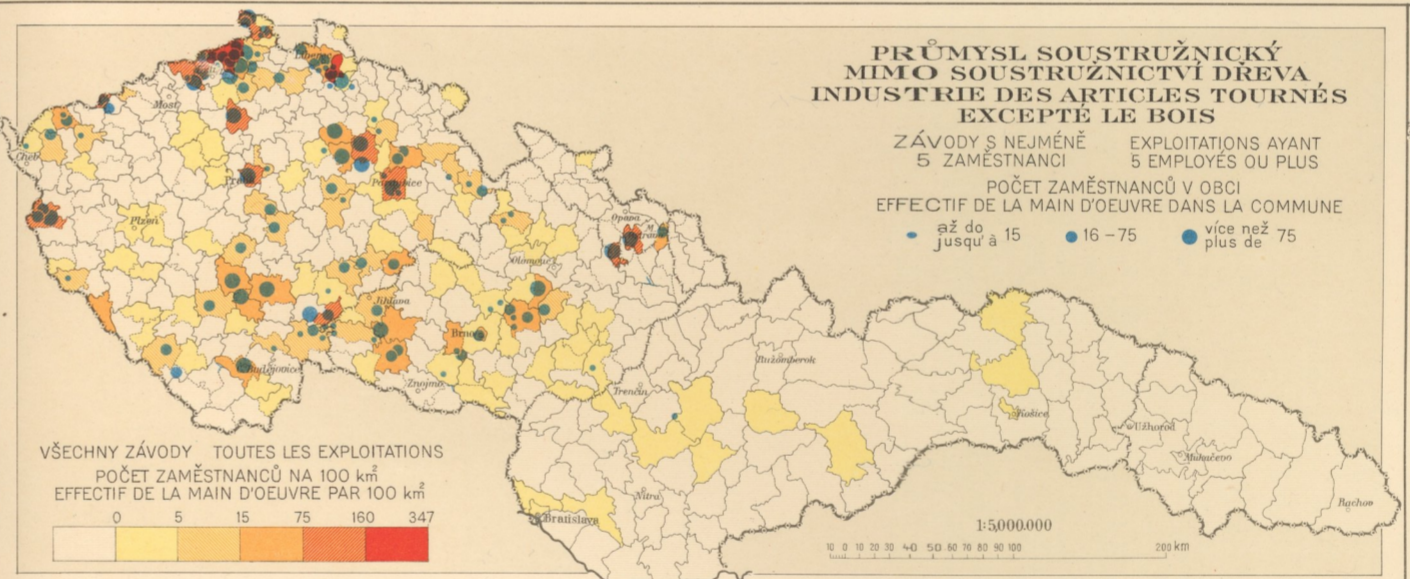 PRŮMYSL SOUSTRUŽNICKÝ
MIMO SOUSTRUŽNICTVÍ DŘEVA
INDUSTRIE DES ARTICLES TOURNÉS
EXCEPTÉ LE BOIS
ZÁVODY S NEJMÉNĚ
5 ZAMĚSTNANCI
EXPLOITATIONS AYANT
5 EMPLOYÉS OU PLUS
POČET ZAMĚSTNANCŮ V OBCI
EFFECTIF DE LA MAIN D'OEUVRE DANS LA COMMUNE
až do
jusqu'à 15
16–75
více než
plus de 75
Most
Cheb
Plzeň
Pardubice
Opava
Olomouc
Jihlava
Brno
Budějovice
Znojmo
Ružomberok
Trenčín
Košice
Užhorod
Mukačevo
Nitra
Rachov
Bratislava
VŠECHNY ZÁVODY TOUTES LES EXPLOITATIONS
POČET ZAMĚSTNANCŮ NA 100 km²
EFFECTIF DE LA MAIN D'OEUVRE PAR 100 km²
0 5 15 75 160 347
1:5,000.000
10 0 10 20 30 40 50 60 70 80 90 100 200 km